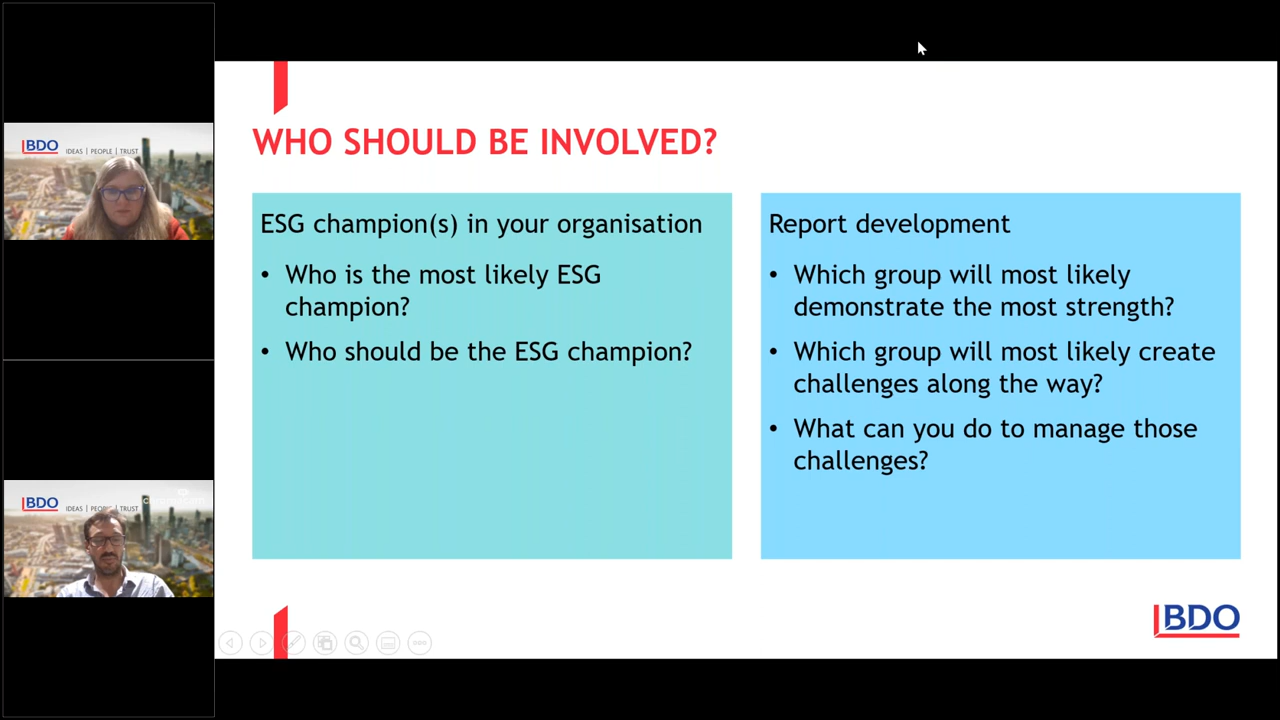 BDO
IDEAS | PEOPLE | TRUST
WHO SHOULD BE INVOLVED?
ESG champion(s) in your organisation
• Who is the most likely ESG
champion?
• Who should be the ESG champion?
Report development
• Which group will most likely
demonstrate the most strength?
• Which group will most likely create
challenges along the way?
• What can you do to manage those
challenges?
BDO
IDEAS | PEOPLE | TRUST
BDO